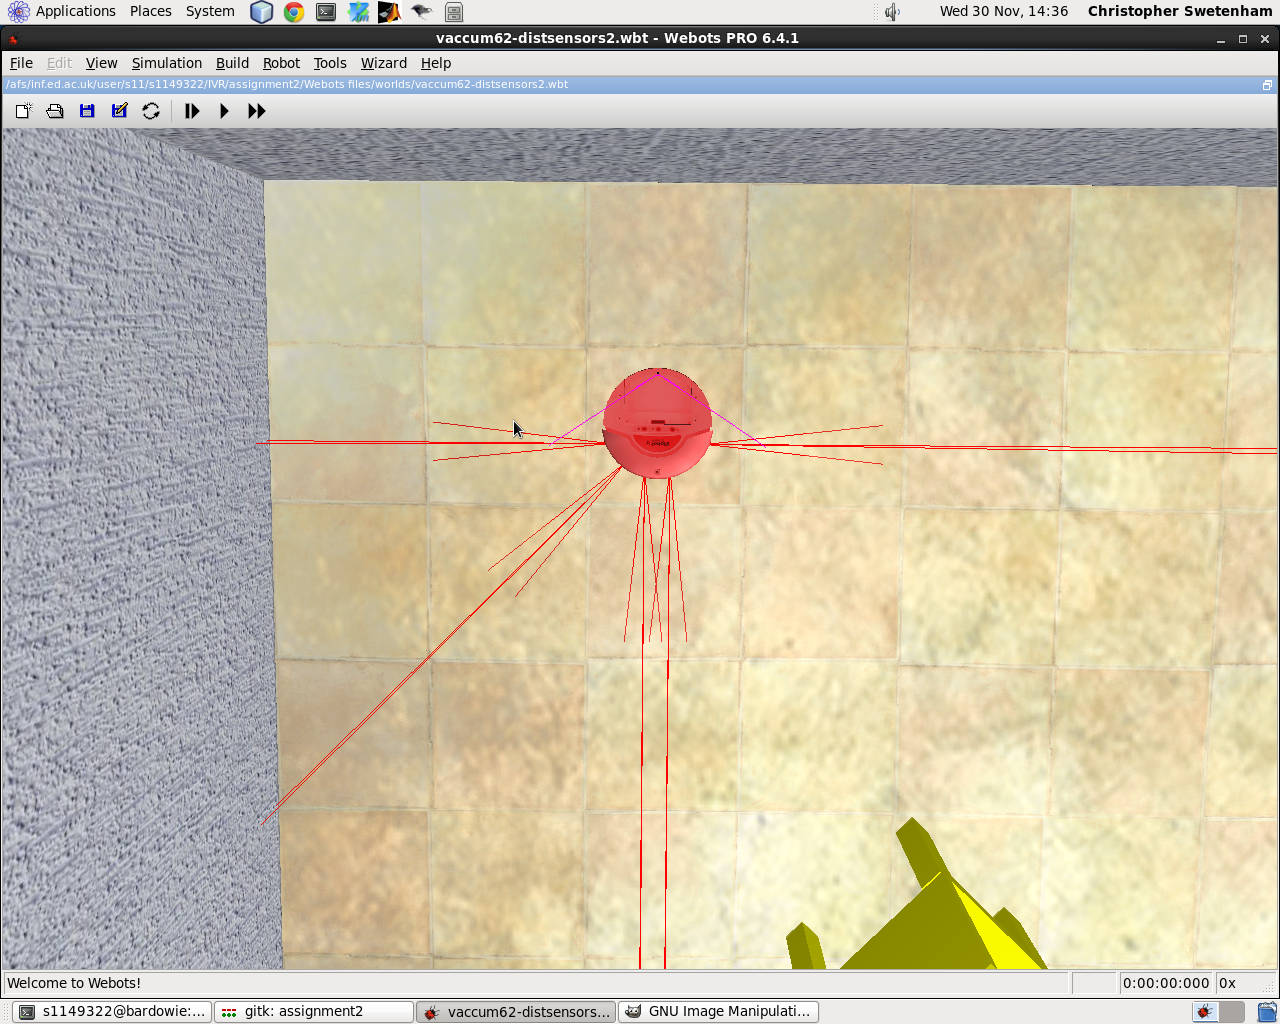 Applications Places System Wed 30 Nov, 14:36 Christopher Swetenham
vaccum62-distsensors2.wbt - Webots PRO 6.4.1
File Edit View Simulation Build Robot Tools Wizard Help
/afs/inf.ed.ac.uk/user/s11/s1149322/IVR/assignment2/Webots files/worlds/vaccum62-distsensors2.wbt
Welcome to Webots! 0:00:00:000 0x
s1149322@bardowie:... gitk: assignment2 vaccum62-distsensors... GNU Image Manipulati...